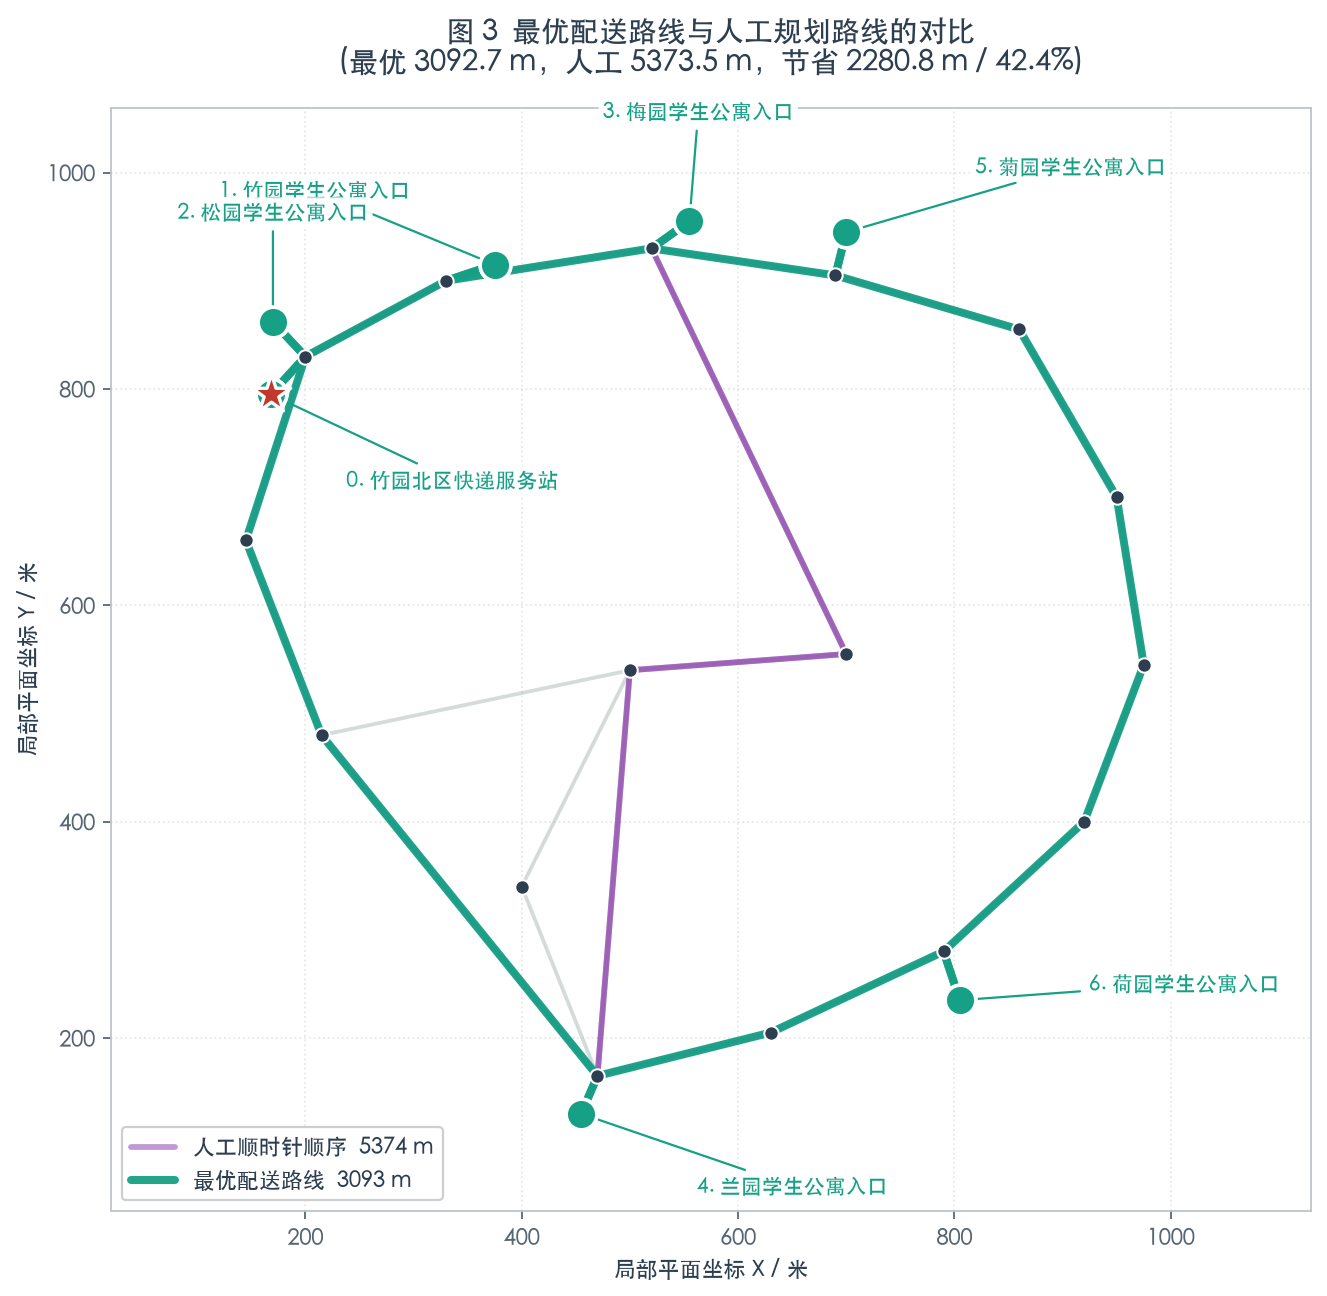 图 3  最优配送路线与人工规划路线的对比
(最优 3092.7 m，人工 5373.5 m，节省 2280.8 m / 42.4%)
3. 梅园学生公寓入口
5. 菊园学生公寓入口
1. 竹园学生公寓入口
2. 松园学生公寓入口
0. 竹园北区快递服务站
6. 荷园学生公寓入口
4. 兰园学生公寓入口
局部平面坐标 Y / 米
1000
800
600
400
200
人工顺时针顺序  5374 m
最优配送路线  3093 m
200 400 600 800 1000
局部平面坐标 X / 米